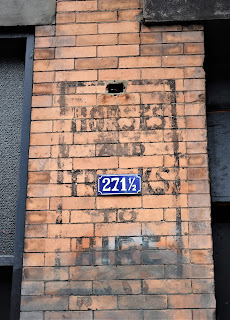 HORSES
AND
TRUCKS
271½
TO
HIRE